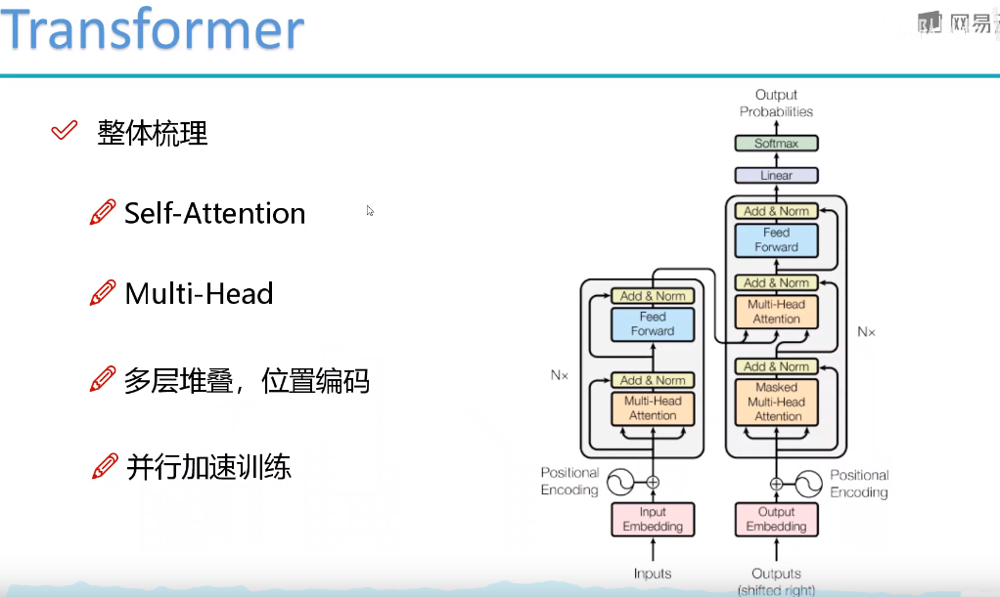 Transformer
网易
整体梳理
Self-Attention
Multi-Head
多层堆叠，位置编码
并行加速训练
Output
Probabilities
Softmax
Linear
Add & Norm
Feed
Forward
Add & Norm
Multi-Head
Attention
Nx
Add & Norm
Masked
Multi-Head
Attention
Add & Norm
Feed
Forward
Nx
Add & Norm
Multi-Head
Attention
Positional
Encoding
Positional
Encoding
Input
Embedding
Output
Embedding
Inputs
Outputs
(shifted right)